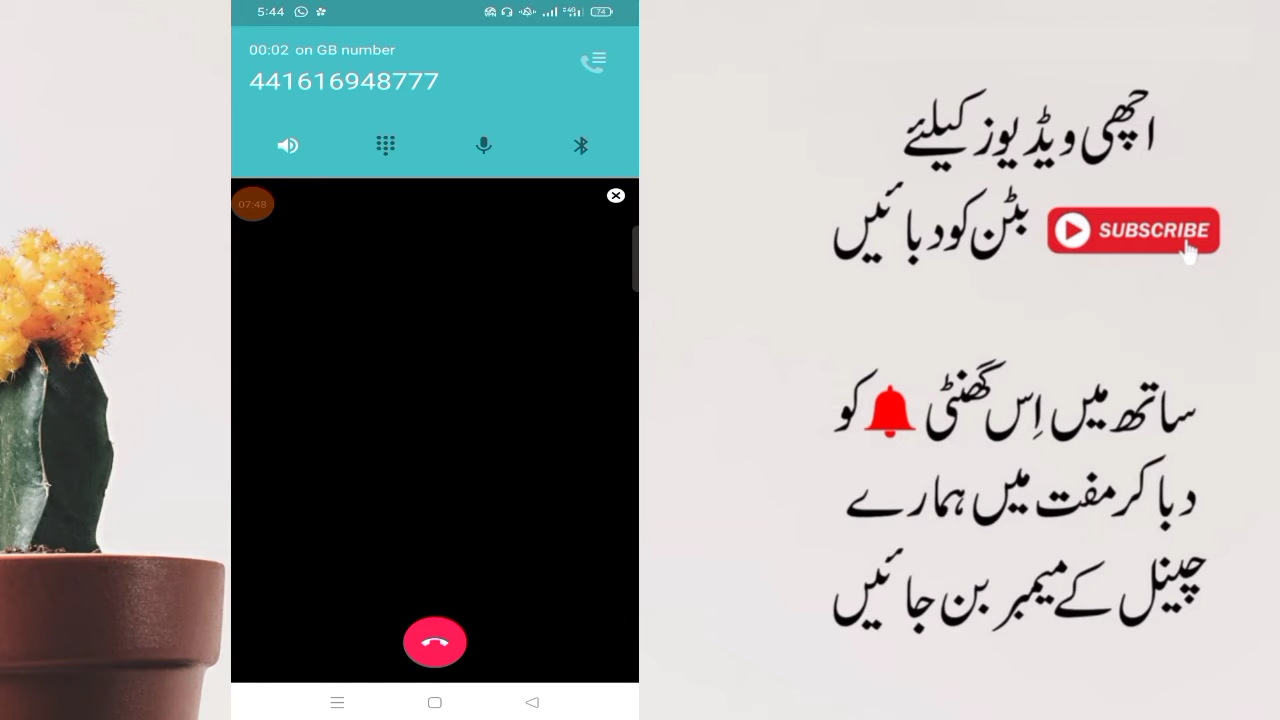 5:44
74
00:02 on GB number
441616948777
07:48
اچھی ویڈیوز کیلئے
SUBSCRIBE بٹن کو دبائیں
ساتھ میں اِس گھنٹی کو
دبا کر مفت میں ہمارے
چینل کے میمبر بن جائیں